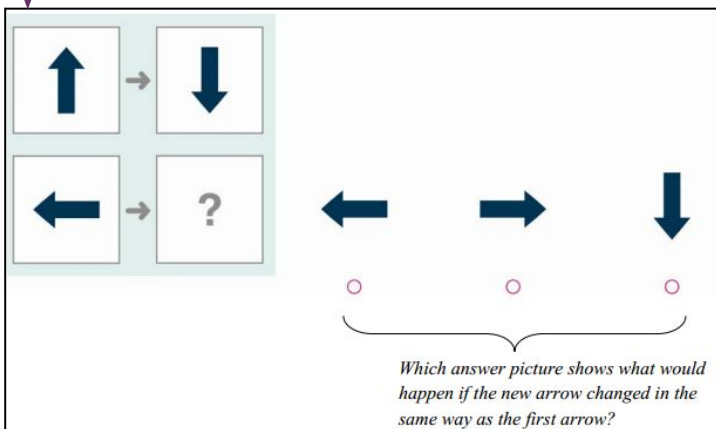 ?
Which answer picture shows what would
happen if the new arrow changed in the
same way as the first arrow?